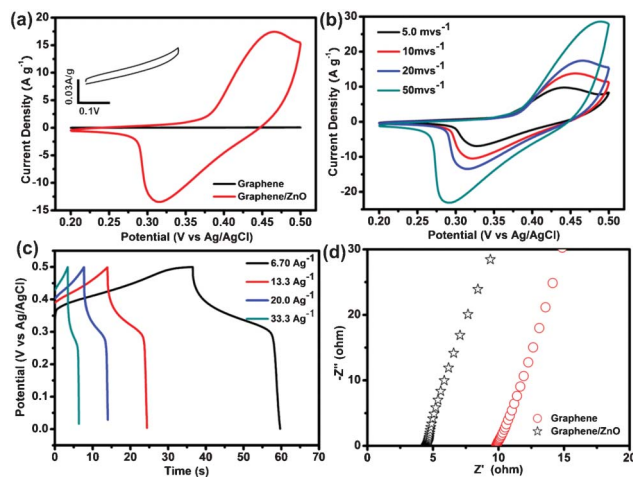 (a)
Current Density (A g⁻¹)
20
15
10
5
0
-5
-10
-15
0.03A/g
0.1V
Graphene
Graphene/ZnO
0.20 0.25 0.30 0.35 0.40 0.45 0.50
Potential (V vs Ag/AgCl)
(b)
Current Density (A g⁻¹)
30
20
10
0
-10
-20
5.0 mvs⁻¹
10mvs⁻¹
20mvs⁻¹
50mvs⁻¹
0.20 0.25 0.30 0.35 0.40 0.45 0.50
Potential (V vs Ag/AgCl)
(c)
Potential (V vs Ag/AgCl)
0.5
0.4
0.3
0.2
0.1
0.0
6.70 Ag⁻¹
13.3 Ag⁻¹
20.0 Ag⁻¹
33.3 Ag⁻¹
0 10 20 30 40 50 60 70
Time (s)
(d)
-Z'' (ohm)
30
20
10
0
Graphene
Graphene/ZnO
0 5 10 15 20
Z' (ohm)